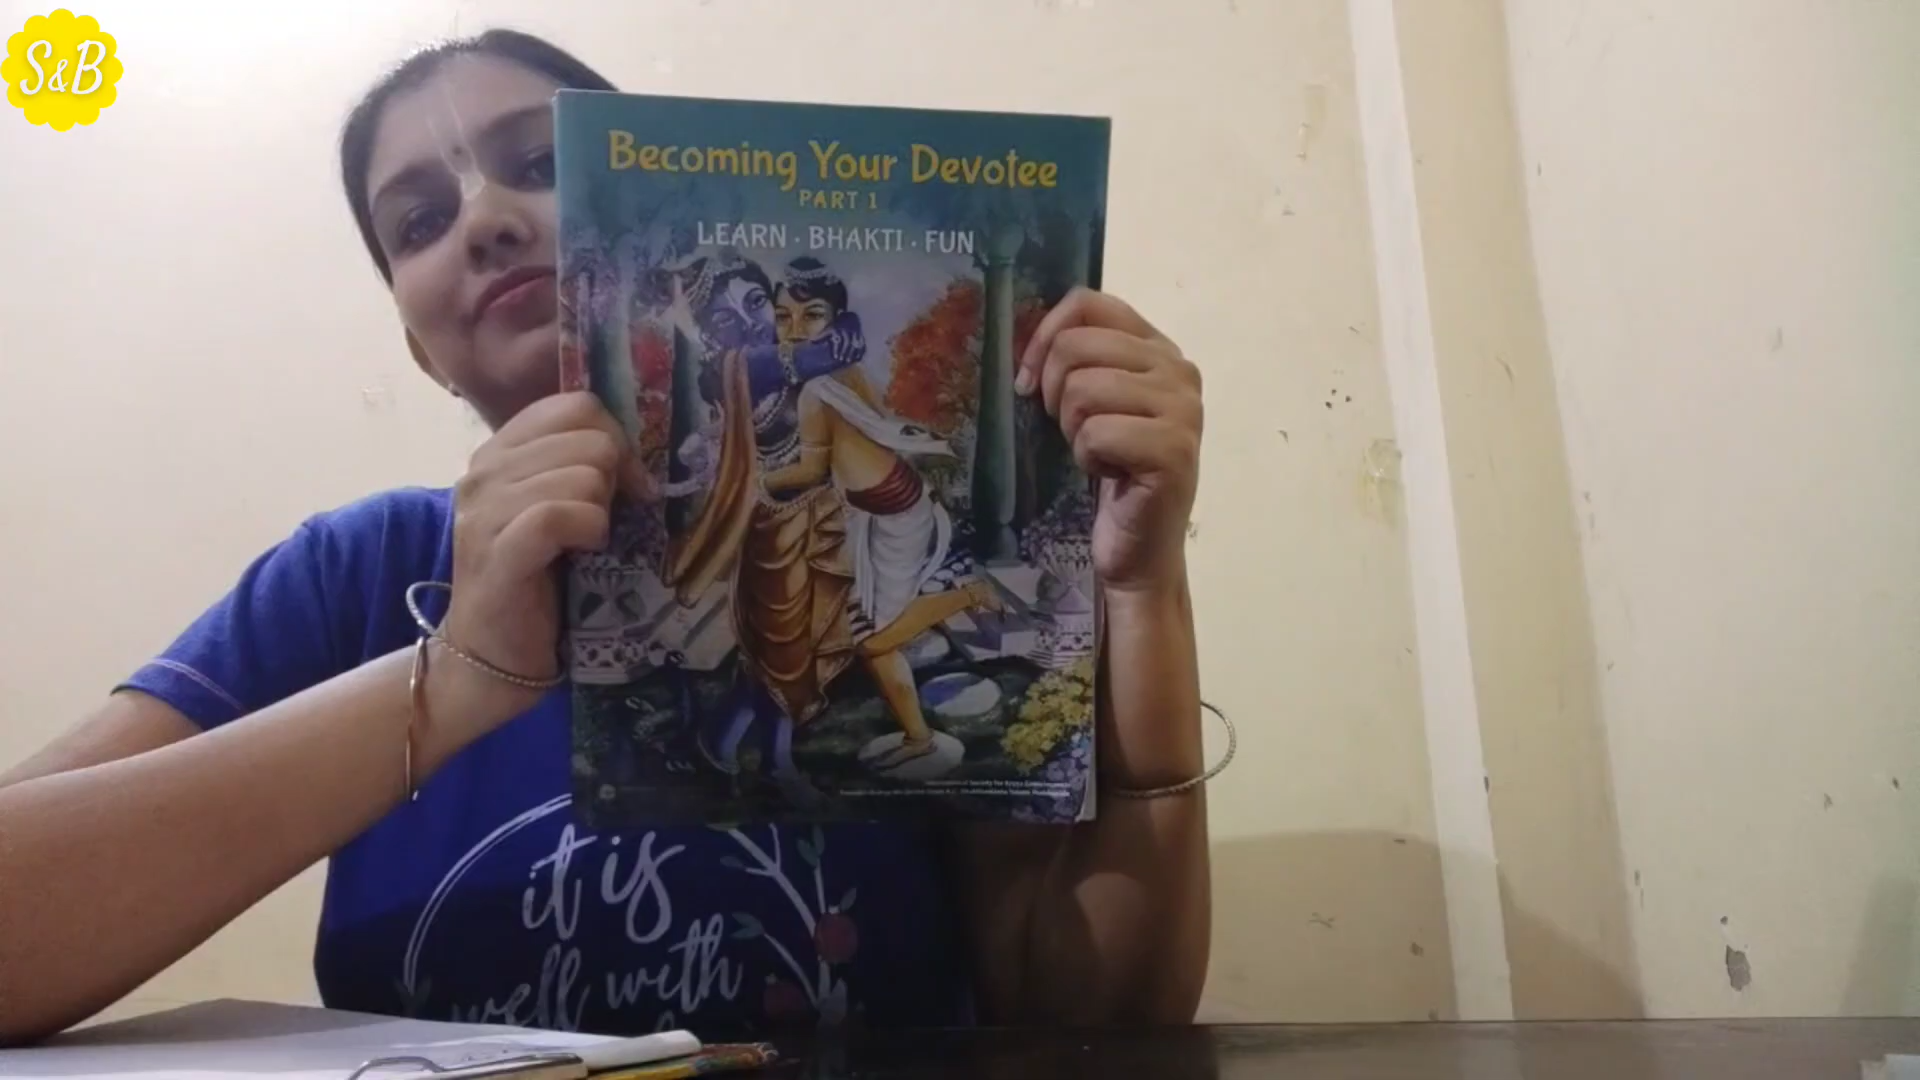 S&B
Becoming Your Devotee
PART 1
LEARN · BHAKTI · FUN
it is
well with